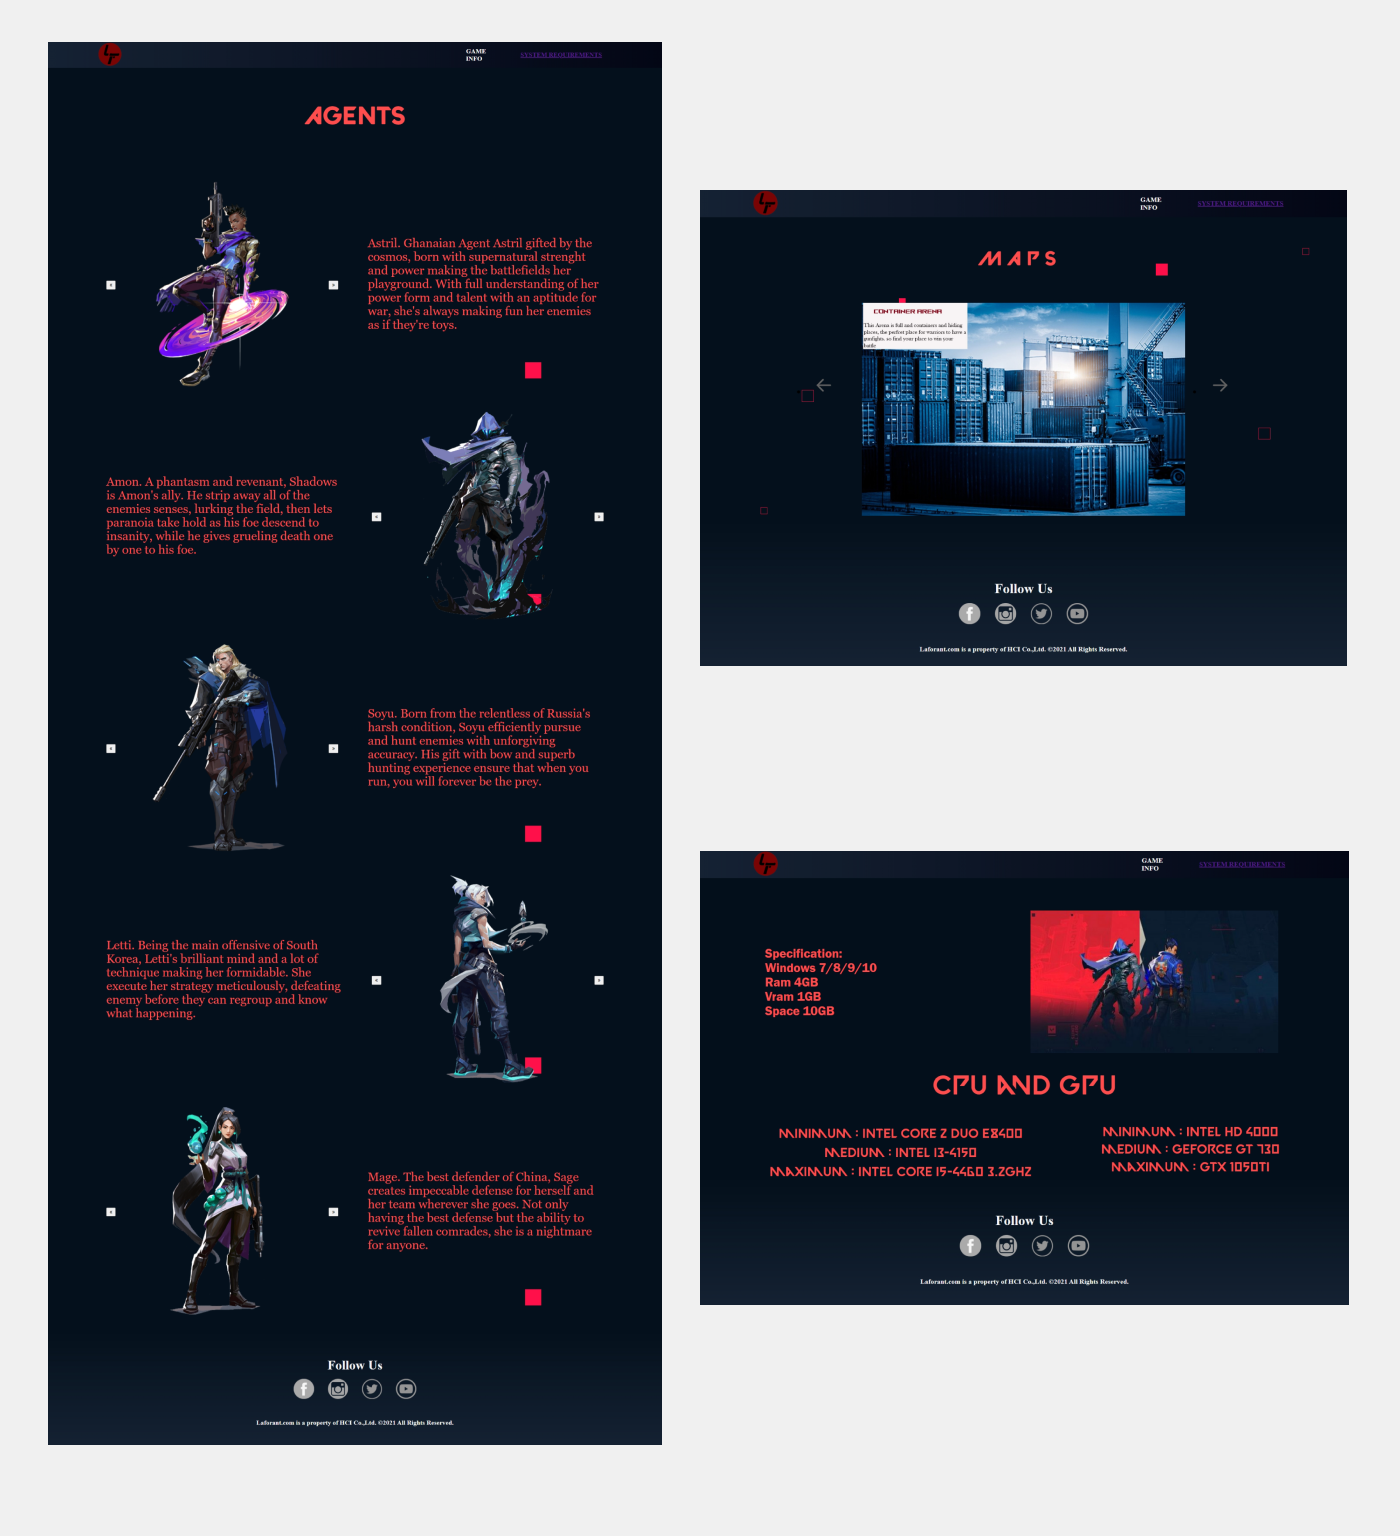 GAME
INFO
SYSTEM REQUIREMENTS
AGENTS
Astril. Ghanaian Agent Astril gifted by the
cosmos, born with supernatural strenght
and power making the battlefields her
playground. With full understanding of her
power form and talent with an aptitude for
war, she's always making fun her enemies
as if they're toys.
Amon. A phantasm and revenant, Shadows
is Amon's ally. He strip away all of the
enemies senses, lurking the field, then lets
paranoia take hold as his foe descend to
insanity, while he gives grueling death one
by one to his foe.
Soyu. Born from the relentless of Russia's
harsh condition, Soyu efficiently pursue
and hunt enemies with unforgiving
accuracy. His gift with bow and superb
hunting experience ensure that when you
run, you will forever be the prey.
Letti. Being the main offensive of South
Korea, Letti's brilliant mind and a lot of
technique making her formidable. She
execute her strategy meticulously, defeating
enemy before they can regroup and know
what happening.
Mage. The best defender of China, Sage
creates impeccable defense for herself and
her team wherever she goes. Not only
having the best defense but the ability to
revive fallen comrades, she is a nightmare
for anyone.
Follow Us
Laforant.com is a property of HCI Co.,Ltd. ©2021 All Rights Reserved.
GAME
INFO
SYSTEM REQUIREMENTS
MAPS
CONTAINER ARENA
This Arena is full and containers and hiding
places, the perfect place for warriors to have a
gunfights. so find your place to win your
battle
Follow Us
Laforant.com is a property of HCI Co.,Ltd. ©2021 All Rights Reserved.
GAME
INFO
SYSTEM REQUIREMENTS
Specification:
Windows 7/8/9/10
Ram 4GB
Vram 1GB
Space 10GB
CPU AND GPU
MINIMUM : INTEL CORE 2 DUO E8400
MEDIUM : INTEL I3-4150
MAXIMUM : INTEL CORE I5-4460 3.2GHZ
MINIMUM : INTEL HD 4000
MEDIUM : GEFORCE GT 730
MAXIMUM : GTX 1050TI
Follow Us
Laforant.com is a property of HCI Co.,Ltd. ©2021 All Rights Reserved.